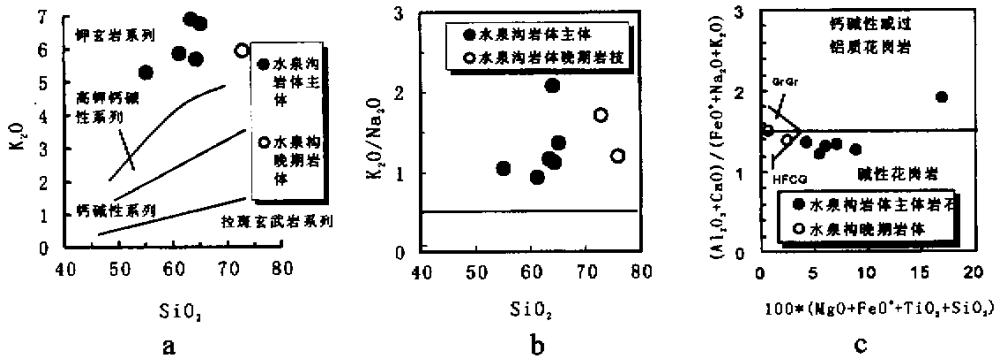 7
6
5
4
3
2
1
0
K₂O
钾玄岩系列
高钾钙碱
性系列
钙碱性系列
拉斑玄武岩系列
水泉沟
岩体主
体
水泉构
晚期岩
体
40
50
60
70
80
SiO₂
a
3
2
1
0
K₂O/Na₂O
水泉沟岩体主体
水泉沟岩体晚期岩技
40
50
60
70
80
SiO₂
b
3
2
1
0
(Al₂O₃+CaO)/(FeO*+Na₂O+K₂O)
钙碱性或过
铝质花岗岩
GrGr
HFCG
碱性花岗岩
水泉构岩体主体岩石
水泉构晚期岩体
0
5
10
15
20
100*(MgO+FeO*+TiO₂+SiO₂)
c